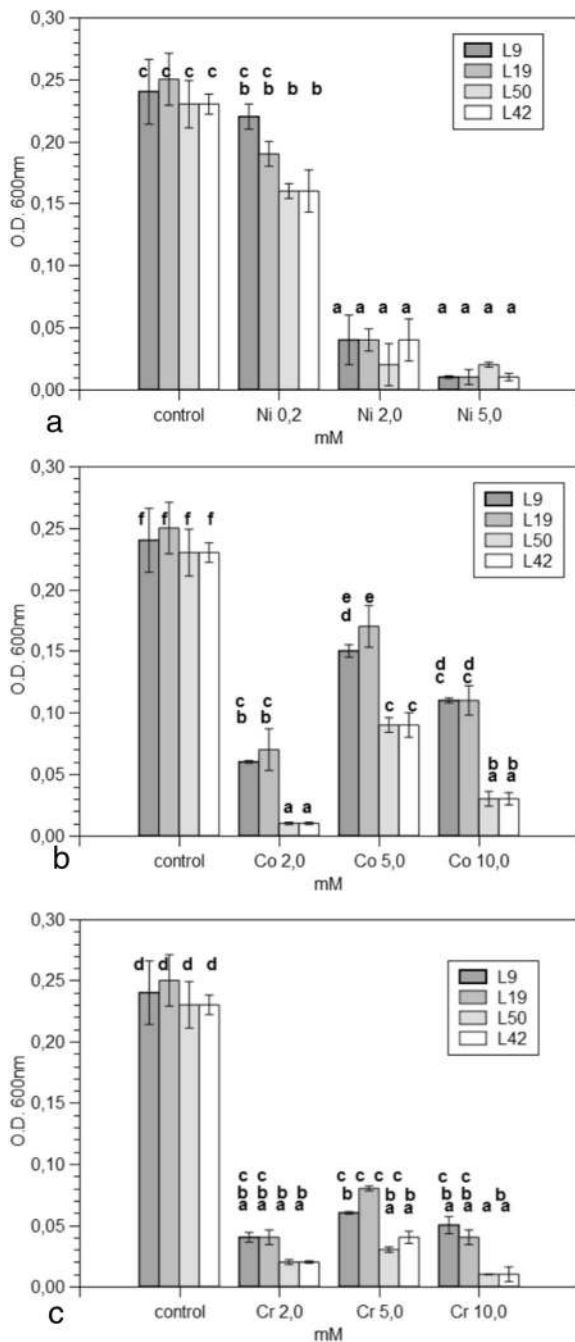 0,30
L9
L19
L50
L42
c c c c
c c
b b b b
0,25
0,20
O.D. 600nm
0,15
0,10
a a a a a a a a
0,05
0,00
control Ni 0,2 Ni 2,0 Ni 5,0
a
mM
0,30
L9
L19
L50
L42
f f f f
0,25
0,20
O.D. 600nm
e e
d
0,15
d d
c c
c c
b b
c c
0,10
b b
a a
a a
0,05
0,00
control Co 2,0 Co 5,0 Co 10,0
b
mM
0,30
L9
L19
L50
L42
d d d d
0,25
0,20
O.D. 600nm
0,15
0,10
c c c c c c c c
b b b b b b b b b b
a a a a a a a a a a
0,05
0,00
control Cr 2,0 Cr 5,0 Cr 10,0
c
mM